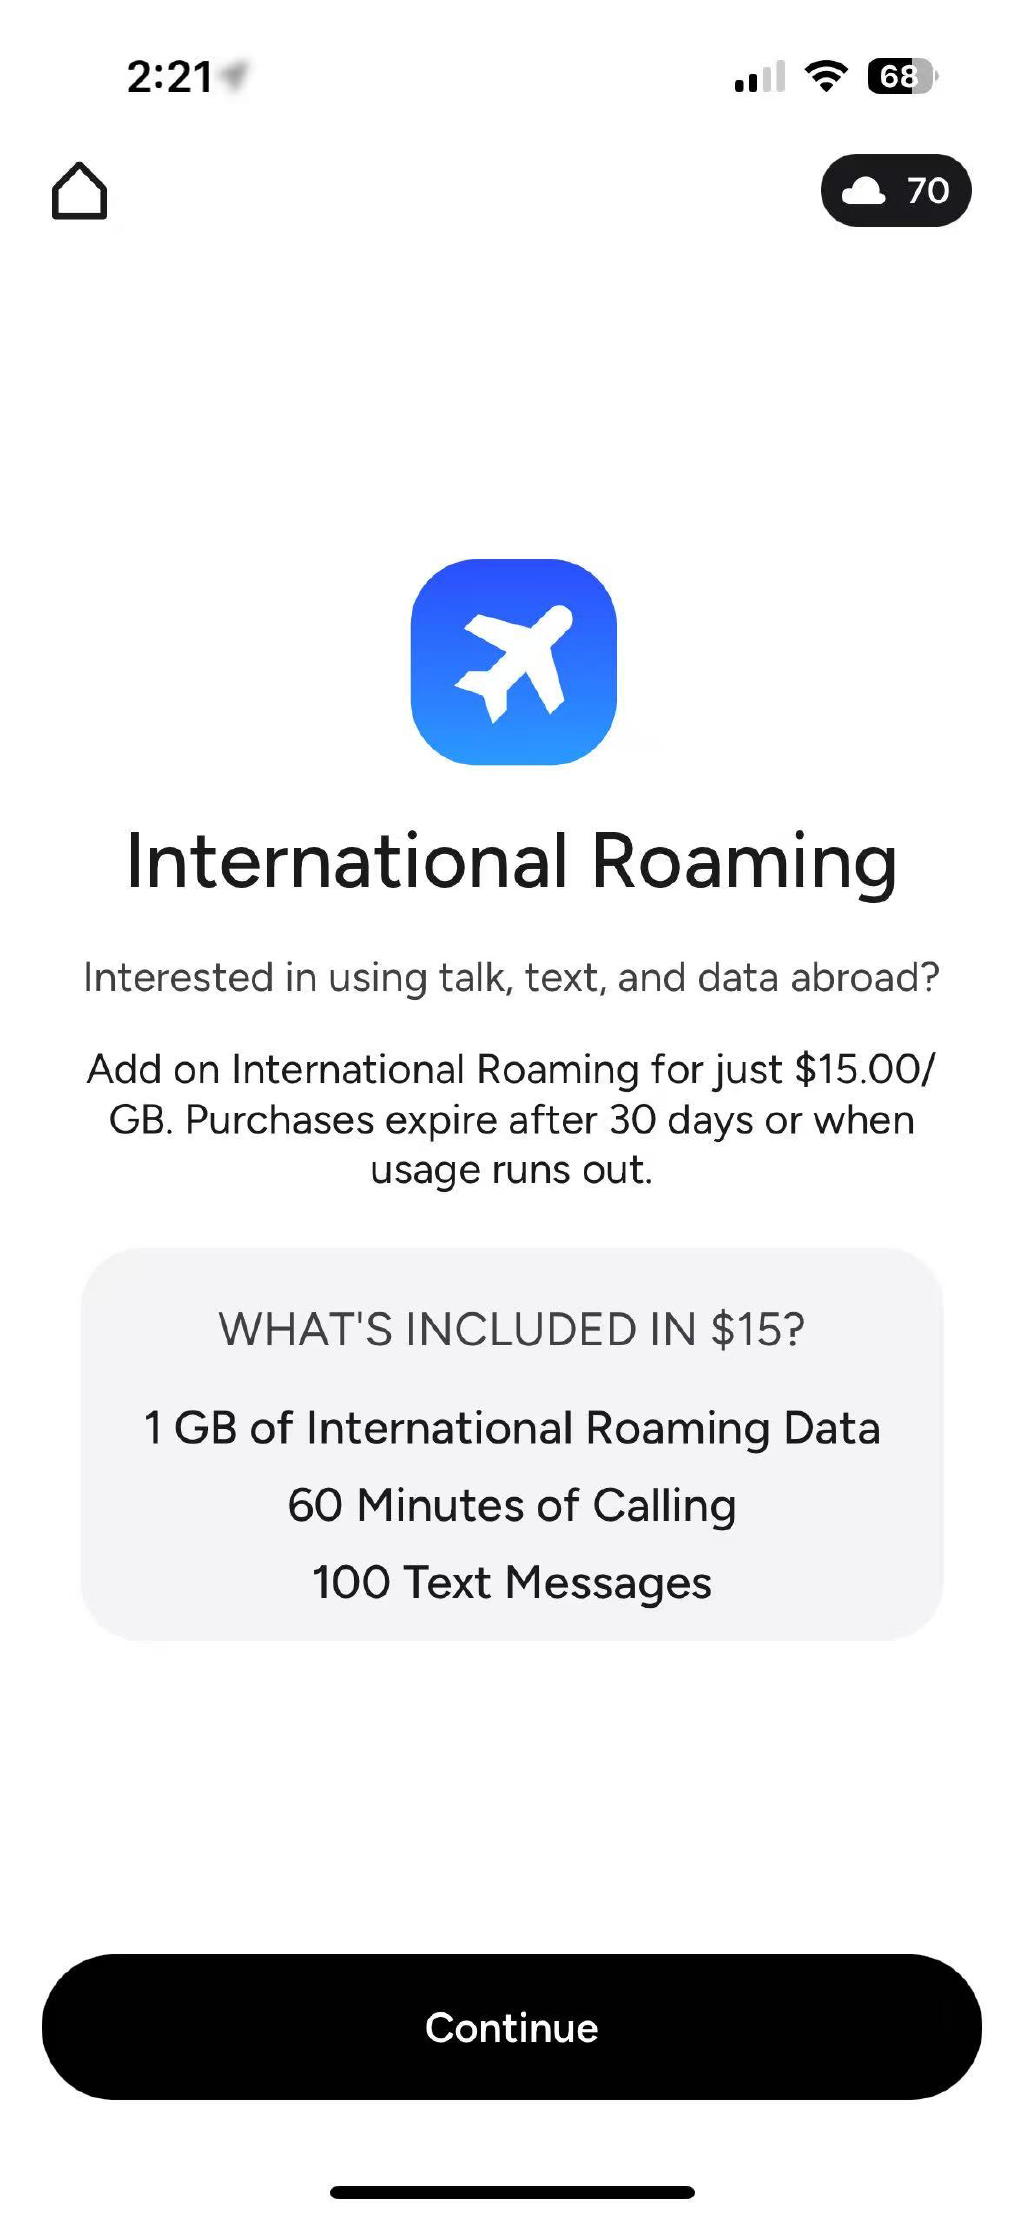 2:21
68
70
International Roaming
Interested in using talk, text, and data abroad?
Add on International Roaming for just $15.00/
GB. Purchases expire after 30 days or when
usage runs out.
WHAT'S INCLUDED IN $15?
1 GB of International Roaming Data
60 Minutes of Calling
100 Text Messages
Continue